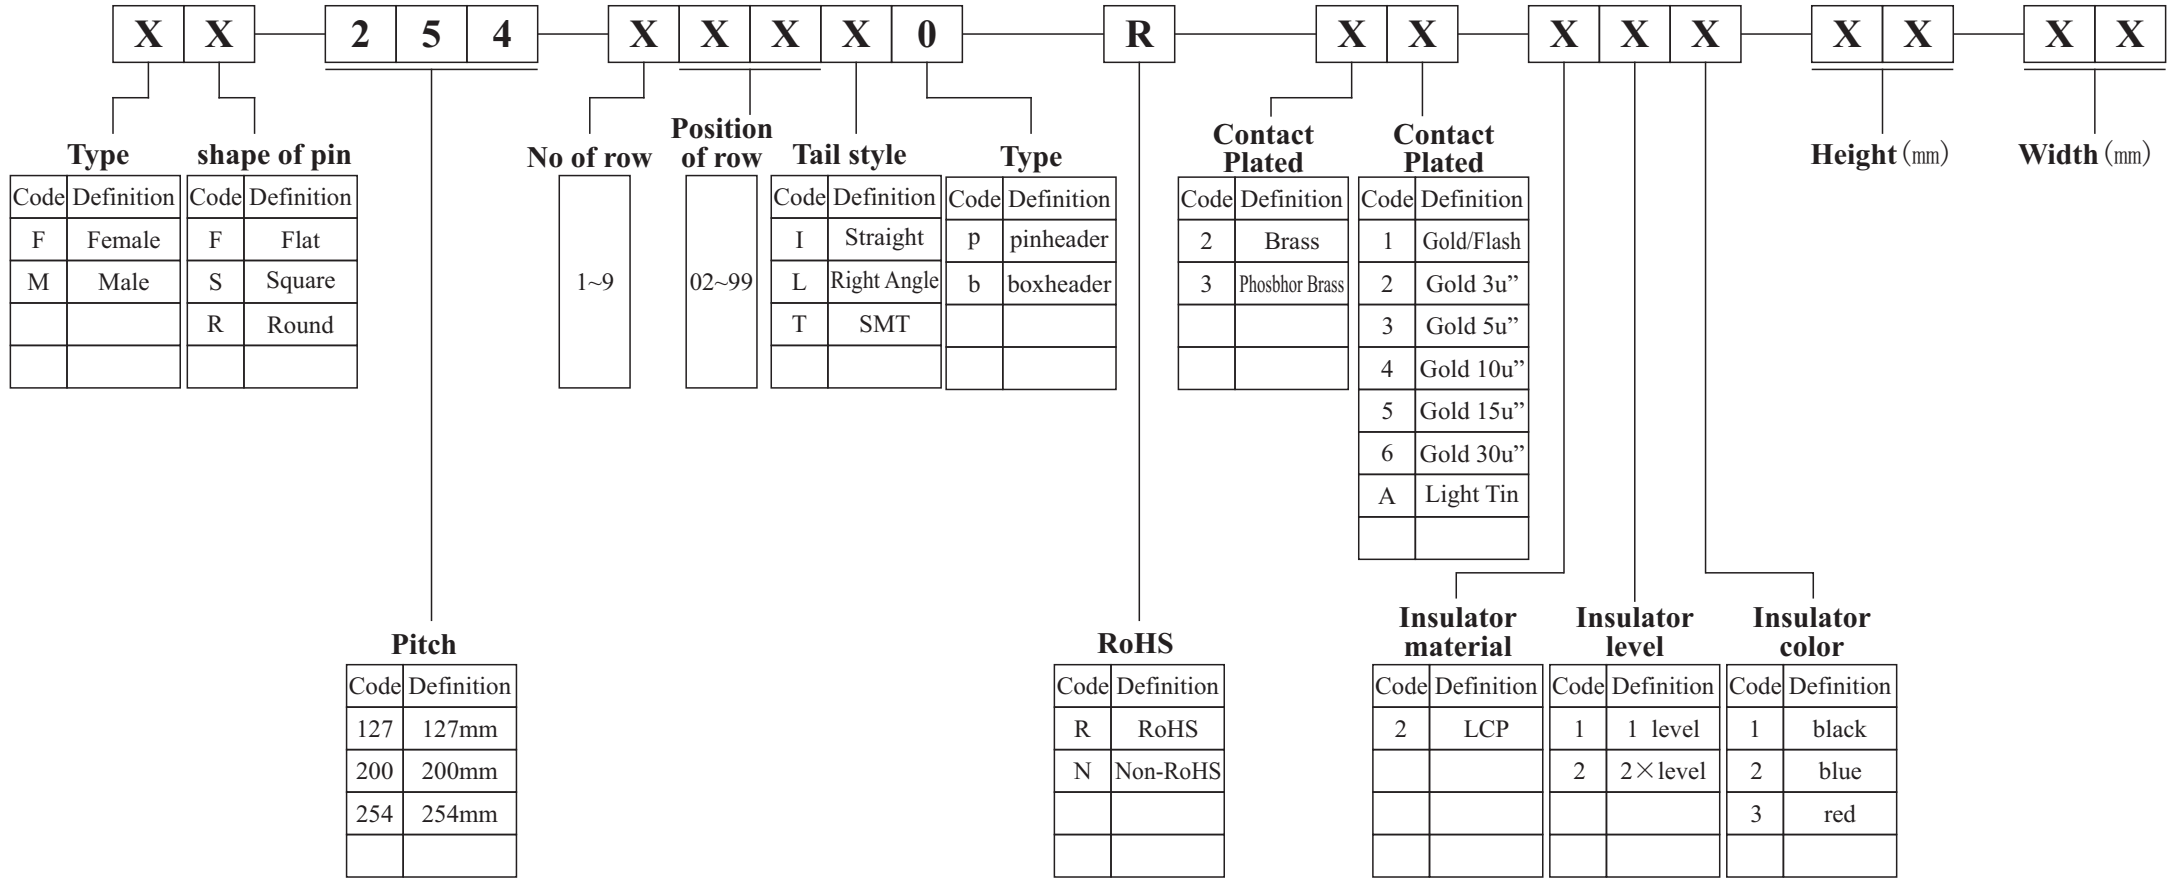 X X 2 5 4 X X X X 0 R X X X X X X X X X
Type
Code Definition
F Female
M Male
shape of pin
Code Definition
F Flat
S Square
R Round
Pitch
Code Definition
127 127mm
200 200mm
254 254mm
No of row
1~9
Position
of row
02~99
Tail style
Code Definition
I Straight
L Right Angle
T SMT
Type
Code Definition
p pinheader
b boxheader
RoHS
Code Definition
R RoHS
N Non-RoHS
Contact
Plated
Code Definition
2 Brass
3 Phosbhor Brass
Contact
Plated
Code Definition
1 Gold/Flash
2 Gold 3u”
3 Gold 5u”
4 Gold 10u”
5 Gold 15u”
6 Gold 30u”
A Light Tin
Insulator
material
Code Definition
2 LCP
Insulator
level
Code Definition
1 1 level
2 2×level
Insulator
color
Code Definition
1 black
2 blue
3 red
Height(mm)
Width(mm)